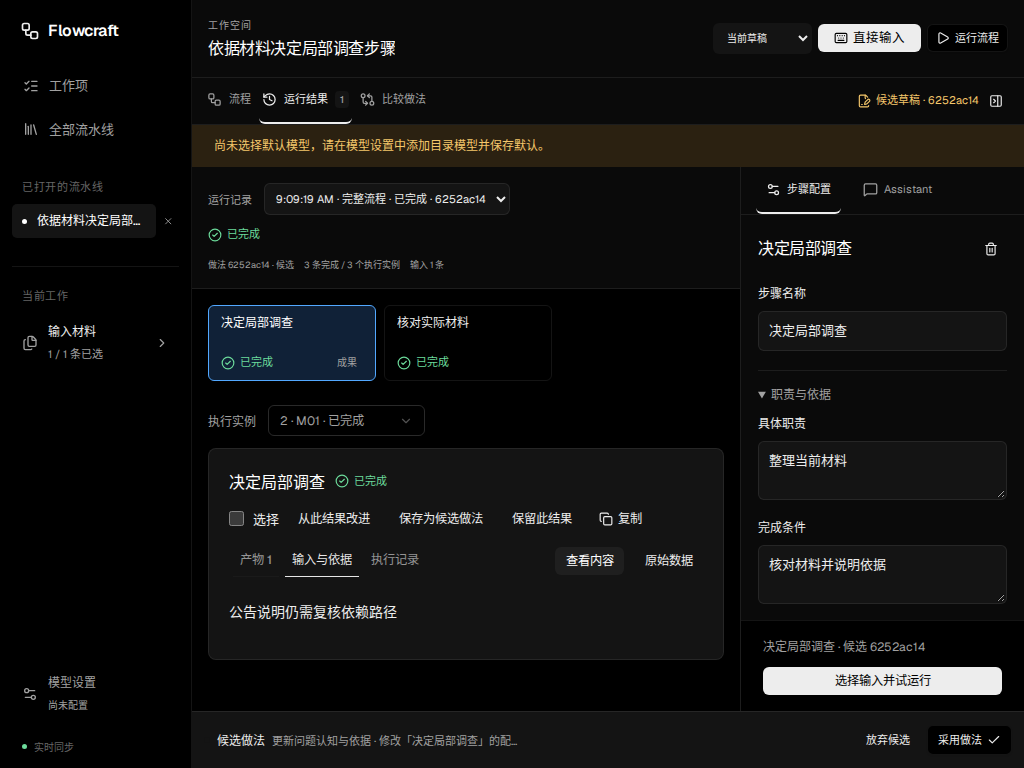 Flowcraft
工作项
全部流水线
已打开的流水线
依据材料决定局部…
当前工作
输入材料
1 / 1 条已选
模型设置
尚未配置
实时同步
工作空间
依据材料决定局部调查步骤
当前草稿
直接输入
运行流程
流程
运行结果 1
比较做法
候选草稿 · 6252ac14
尚未选择默认模型，请在模型设置中添加目录模型并保存默认。
运行记录
9:09:19 AM · 完整流程 · 已完成 · 6252ac14
已完成
做法 6252ac14 · 候选 3 条完成 / 3 个执行实例 输入 1 条
决定局部调查
已完成 成果
核对实际材料
已完成
执行实例
2 · M01 · 已完成
决定局部调查 已完成
选择 从此结果改进 保存为候选做法 保留此结果 复制
产物 1 输入与依据 执行记录 查看内容 原始数据
公告说明仍需复核依赖路径
步骤配置
Assistant
决定局部调查
步骤名称
决定局部调查
职责与依据
具体职责
整理当前材料
完成条件
核对材料并说明依据
决定局部调查 · 候选 6252ac14
选择输入并试运行
候选做法 更新问题认知与依据 · 修改「决定局部调查」的配…
放弃候选
采用做法